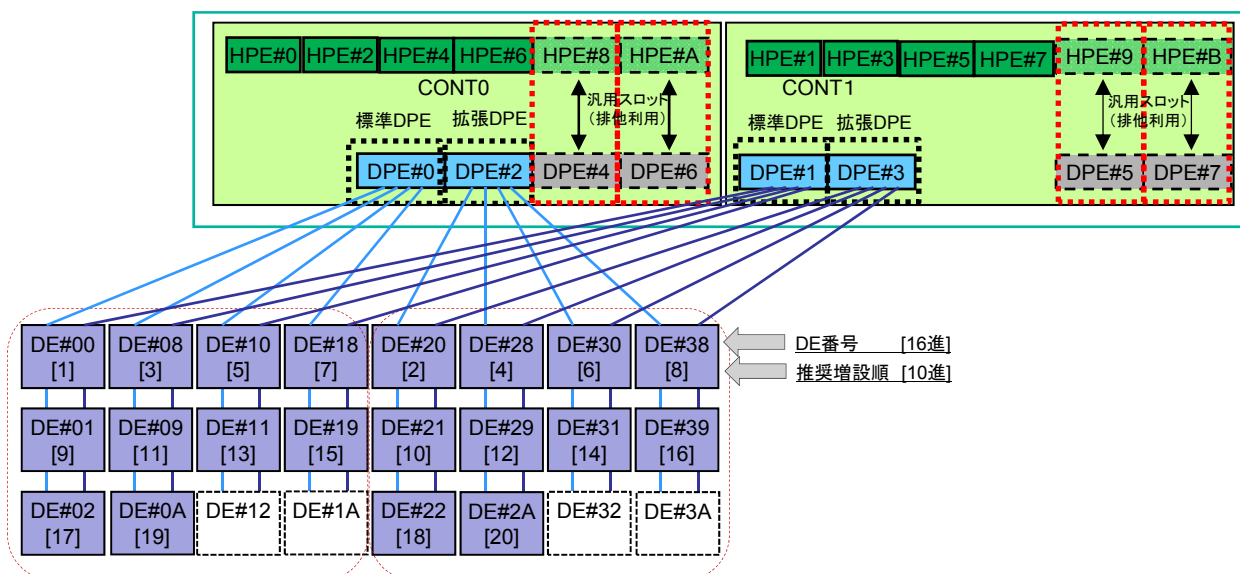 HPE#0 HPE#2 HPE#4 HPE#6 HPE#8 HPE#A
CONT0
汎用スロット
（排他利用）
標準DPE 拡張DPE
DPE#0 DPE#2 DPE#4 DPE#6
HPE#1 HPE#3 HPE#5 HPE#7 HPE#9 HPE#B
CONT1
汎用スロット
（排他利用）
標準DPE 拡張DPE
DPE#1 DPE#3 DPE#5 DPE#7
DE#00 DE#08 DE#10 DE#18 DE#20 DE#28 DE#30 DE#38
[1] [3] [5] [7] [2] [4] [6] [8]
DE番号 [16進]
推奨増設順 [10進]
DE#01 DE#09 DE#11 DE#19 DE#21 DE#29 DE#31 DE#39
[9] [11] [13] [15] [10] [12] [14] [16]
DE#02 DE#0A DE#12 DE#1A DE#22 DE#2A DE#32 DE#3A
[17] [19] [18] [20]